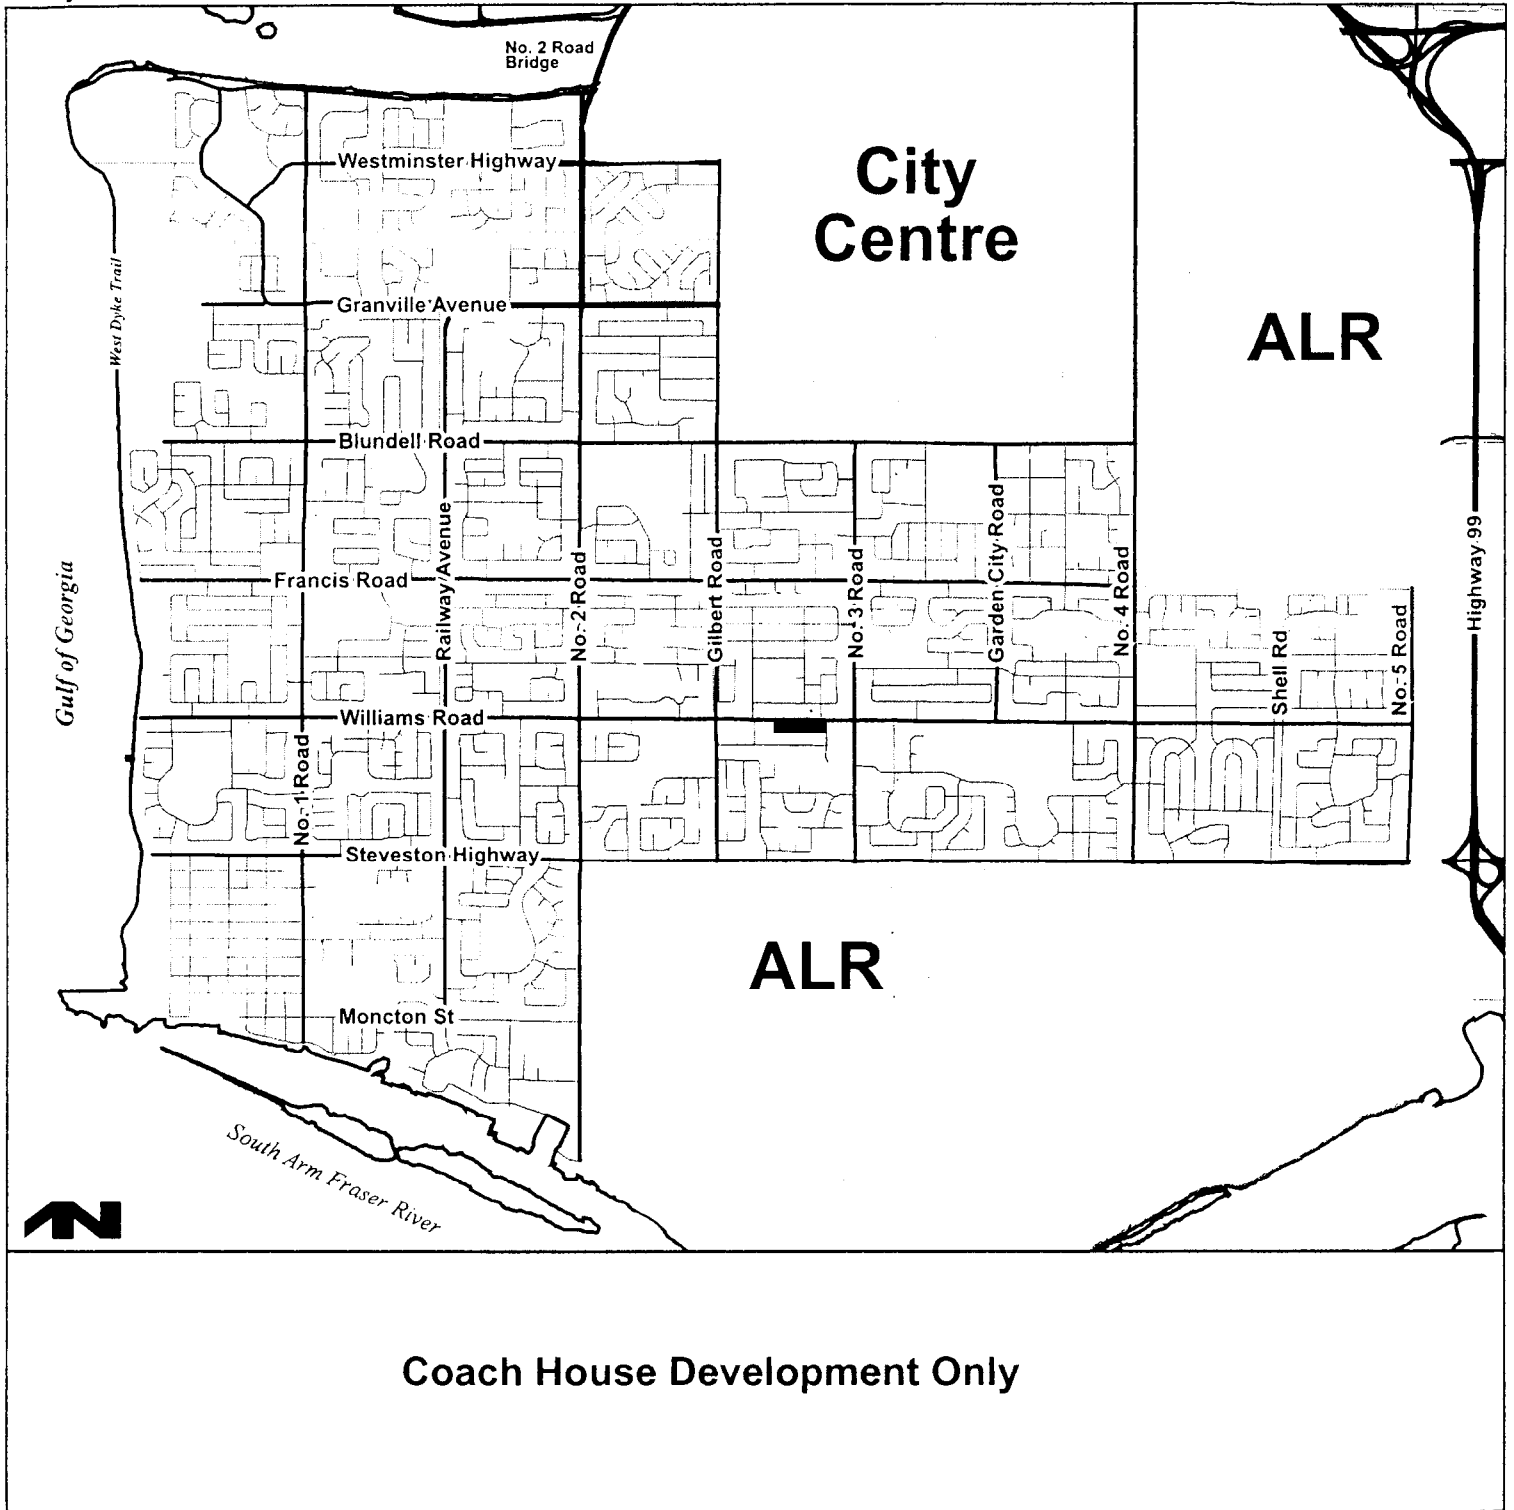 No. 2 Road
Bridge
Westminster Highway
City
Centre
West Dyke Trail
Granville Avenue
ALR
Blundell Road
Gulf of Georgia
Francis Road
Railway Avenue
No. 2 Road
Gilbert Road
No. 3 Road
Garden City Road
No. 4 Road
Shell Rd
No. 5 Road
Highway 99
Williams Road
No. 1 Road
Steveston Highway
ALR
Moncton St
South Arm Fraser River
N
Coach House Development Only